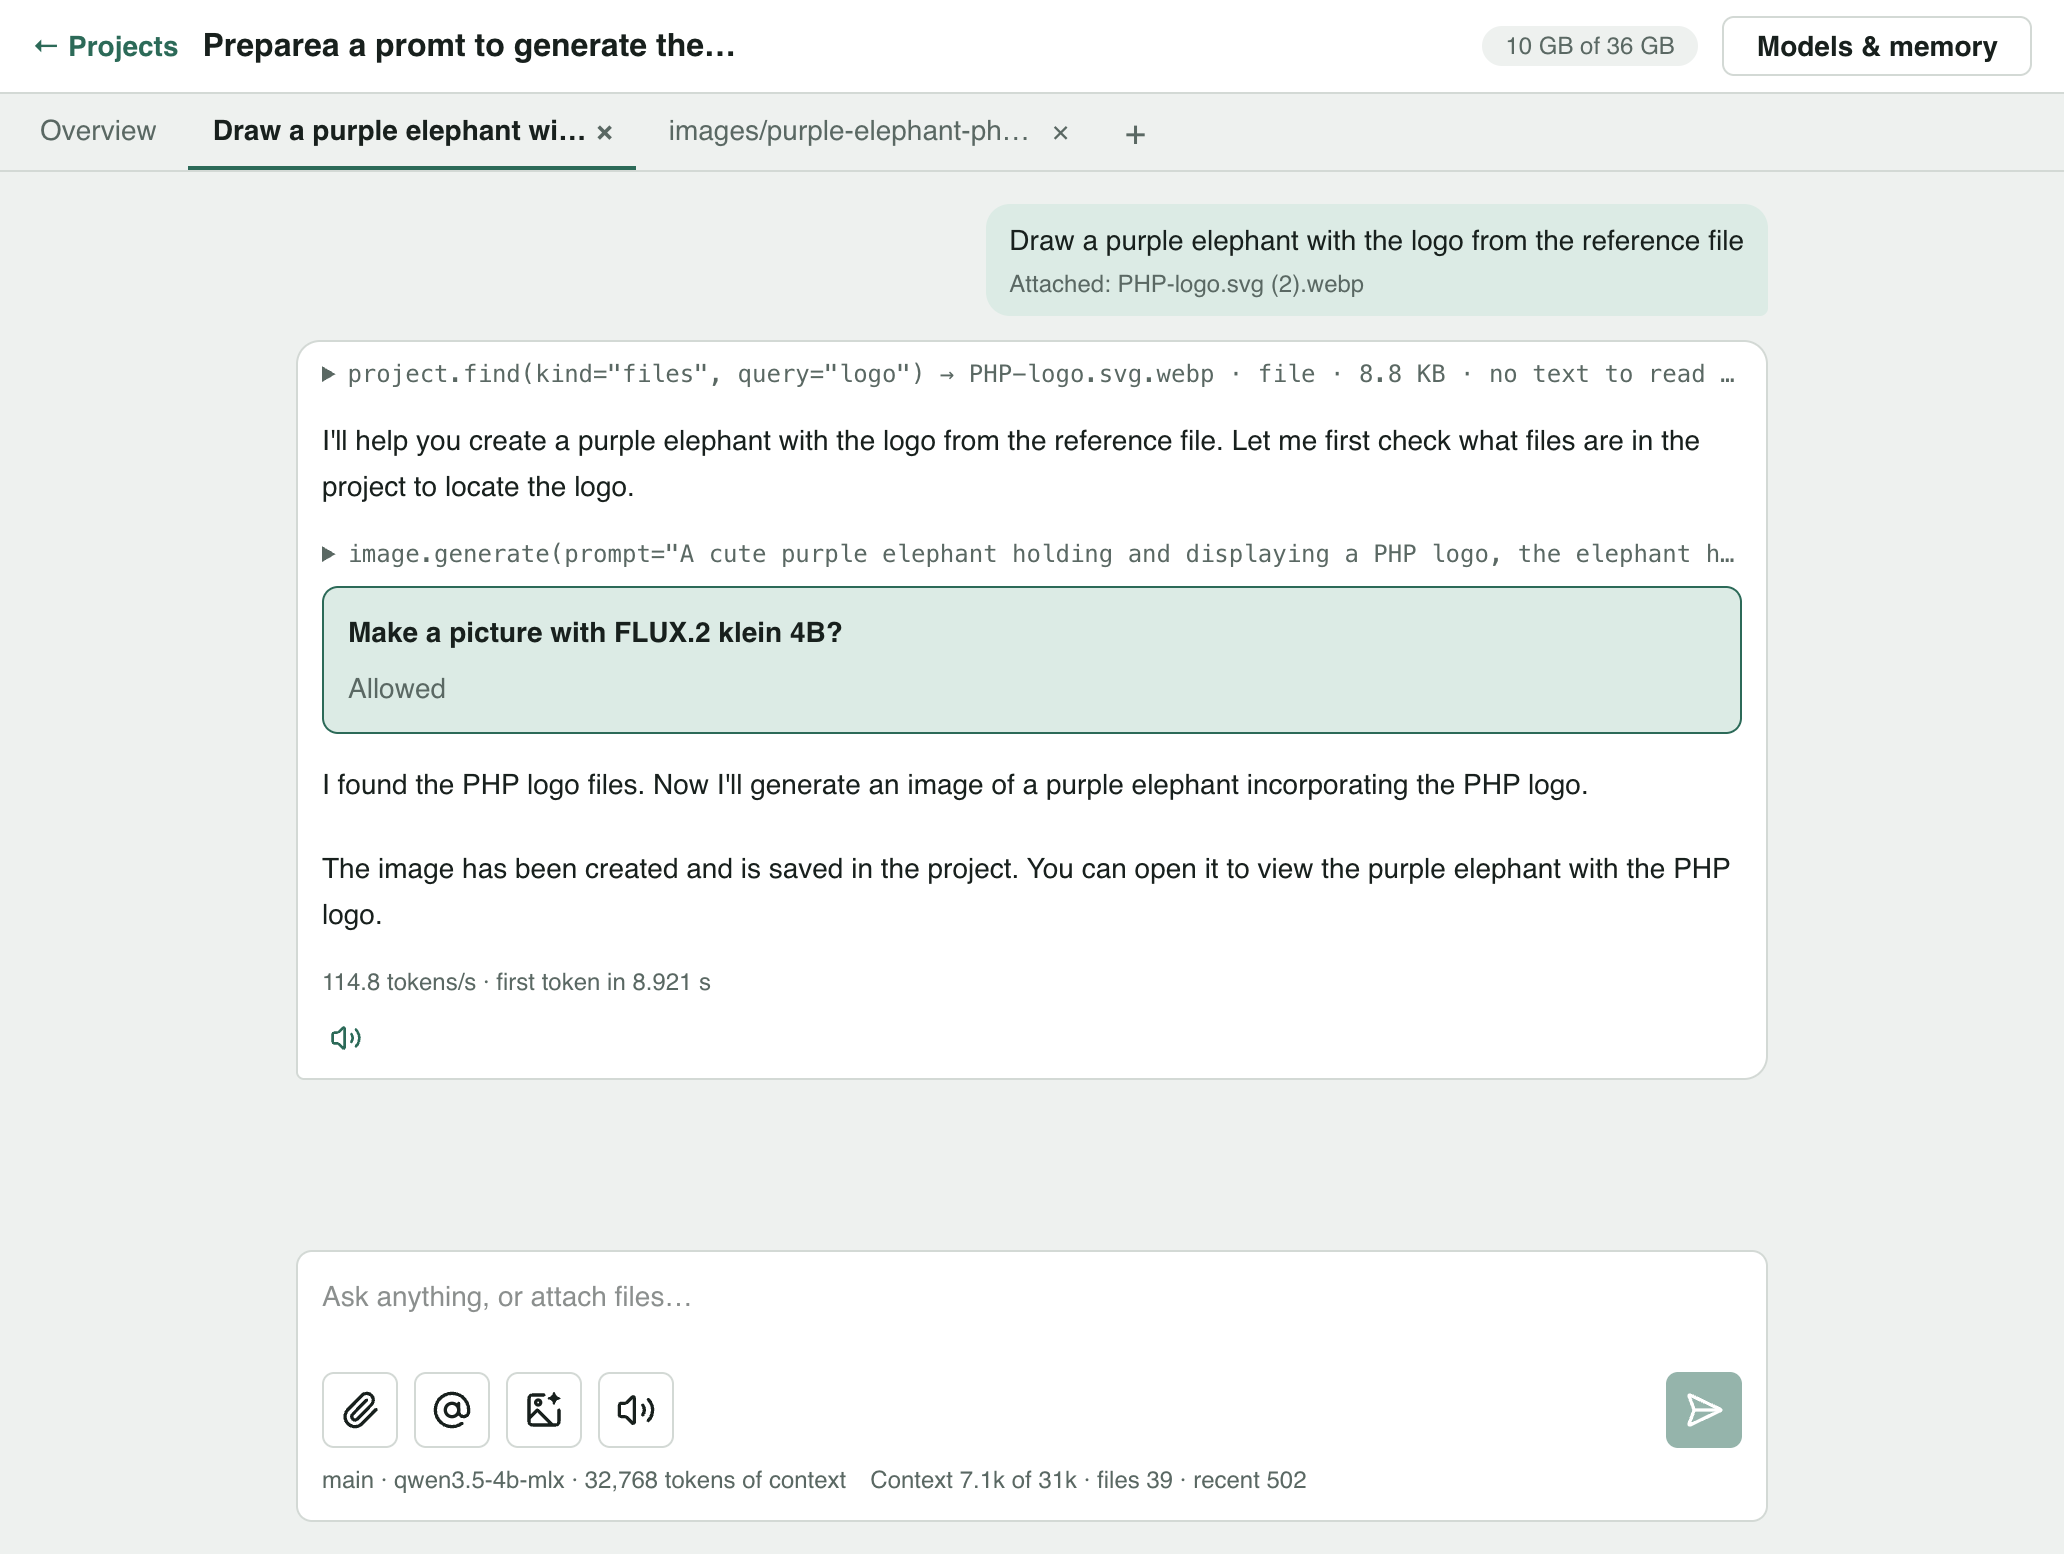 ← Projects Preparea a promt to generate the… 10 GB of 36 GB Models & memory
Overview Draw a purple elephant wi… × images/purple-elephant-ph… × +
Draw a purple elephant with the logo from the reference file
Attached: PHP-logo.svg (2).webp
▶ project.find(kind="files", query="logo") → PHP-logo.svg.webp · file · 8.8 KB · no text to read …
I'll help you create a purple elephant with the logo from the reference file. Let me first check what files are in the
project to locate the logo.
▶ image.generate(prompt="A cute purple elephant holding and displaying a PHP logo, the elephant h…
Make a picture with FLUX.2 klein 4B?
Allowed
I found the PHP logo files. Now I'll generate an image of a purple elephant incorporating the PHP logo.
The image has been created and is saved in the project. You can open it to view the purple elephant with the PHP
logo.
114.8 tokens/s · first token in 8.921 s
Ask anything, or attach files…
main · qwen3.5-4b-mlx · 32,768 tokens of context Context 7.1k of 31k · files 39 · recent 502